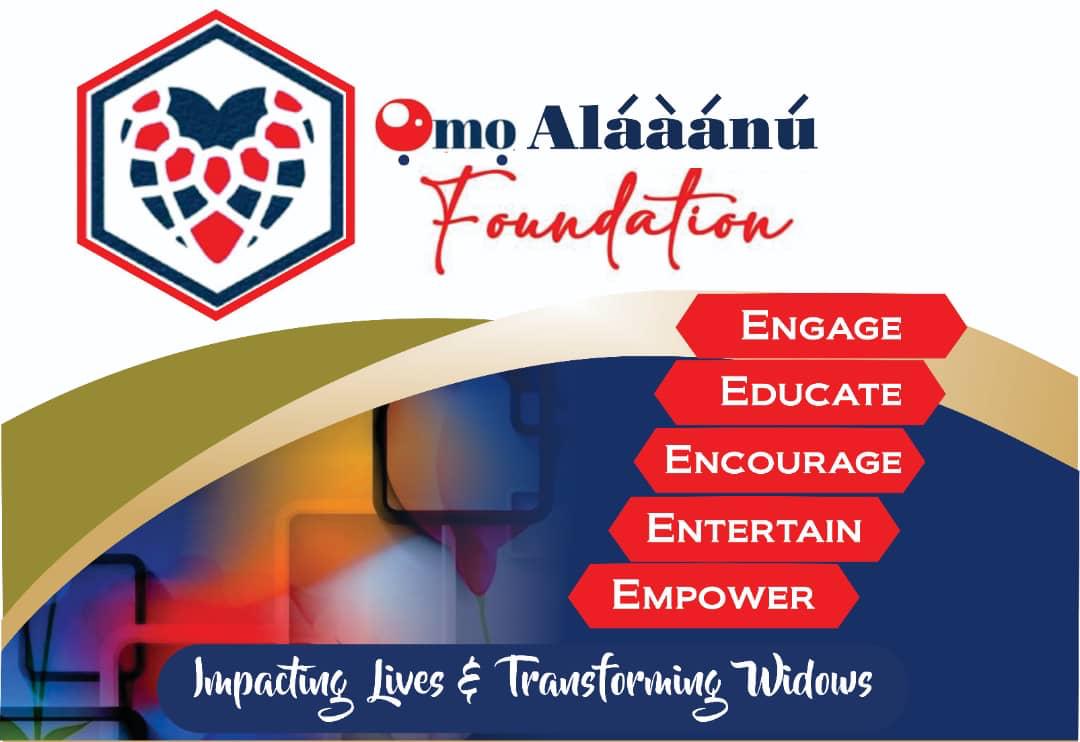 Ọmọ Aláàánú
Foundation
ENGAGE
EDUCATE
ENCOURAGE
ENTERTAIN
EMPOWER
Impacting Lives & Transforming Widows